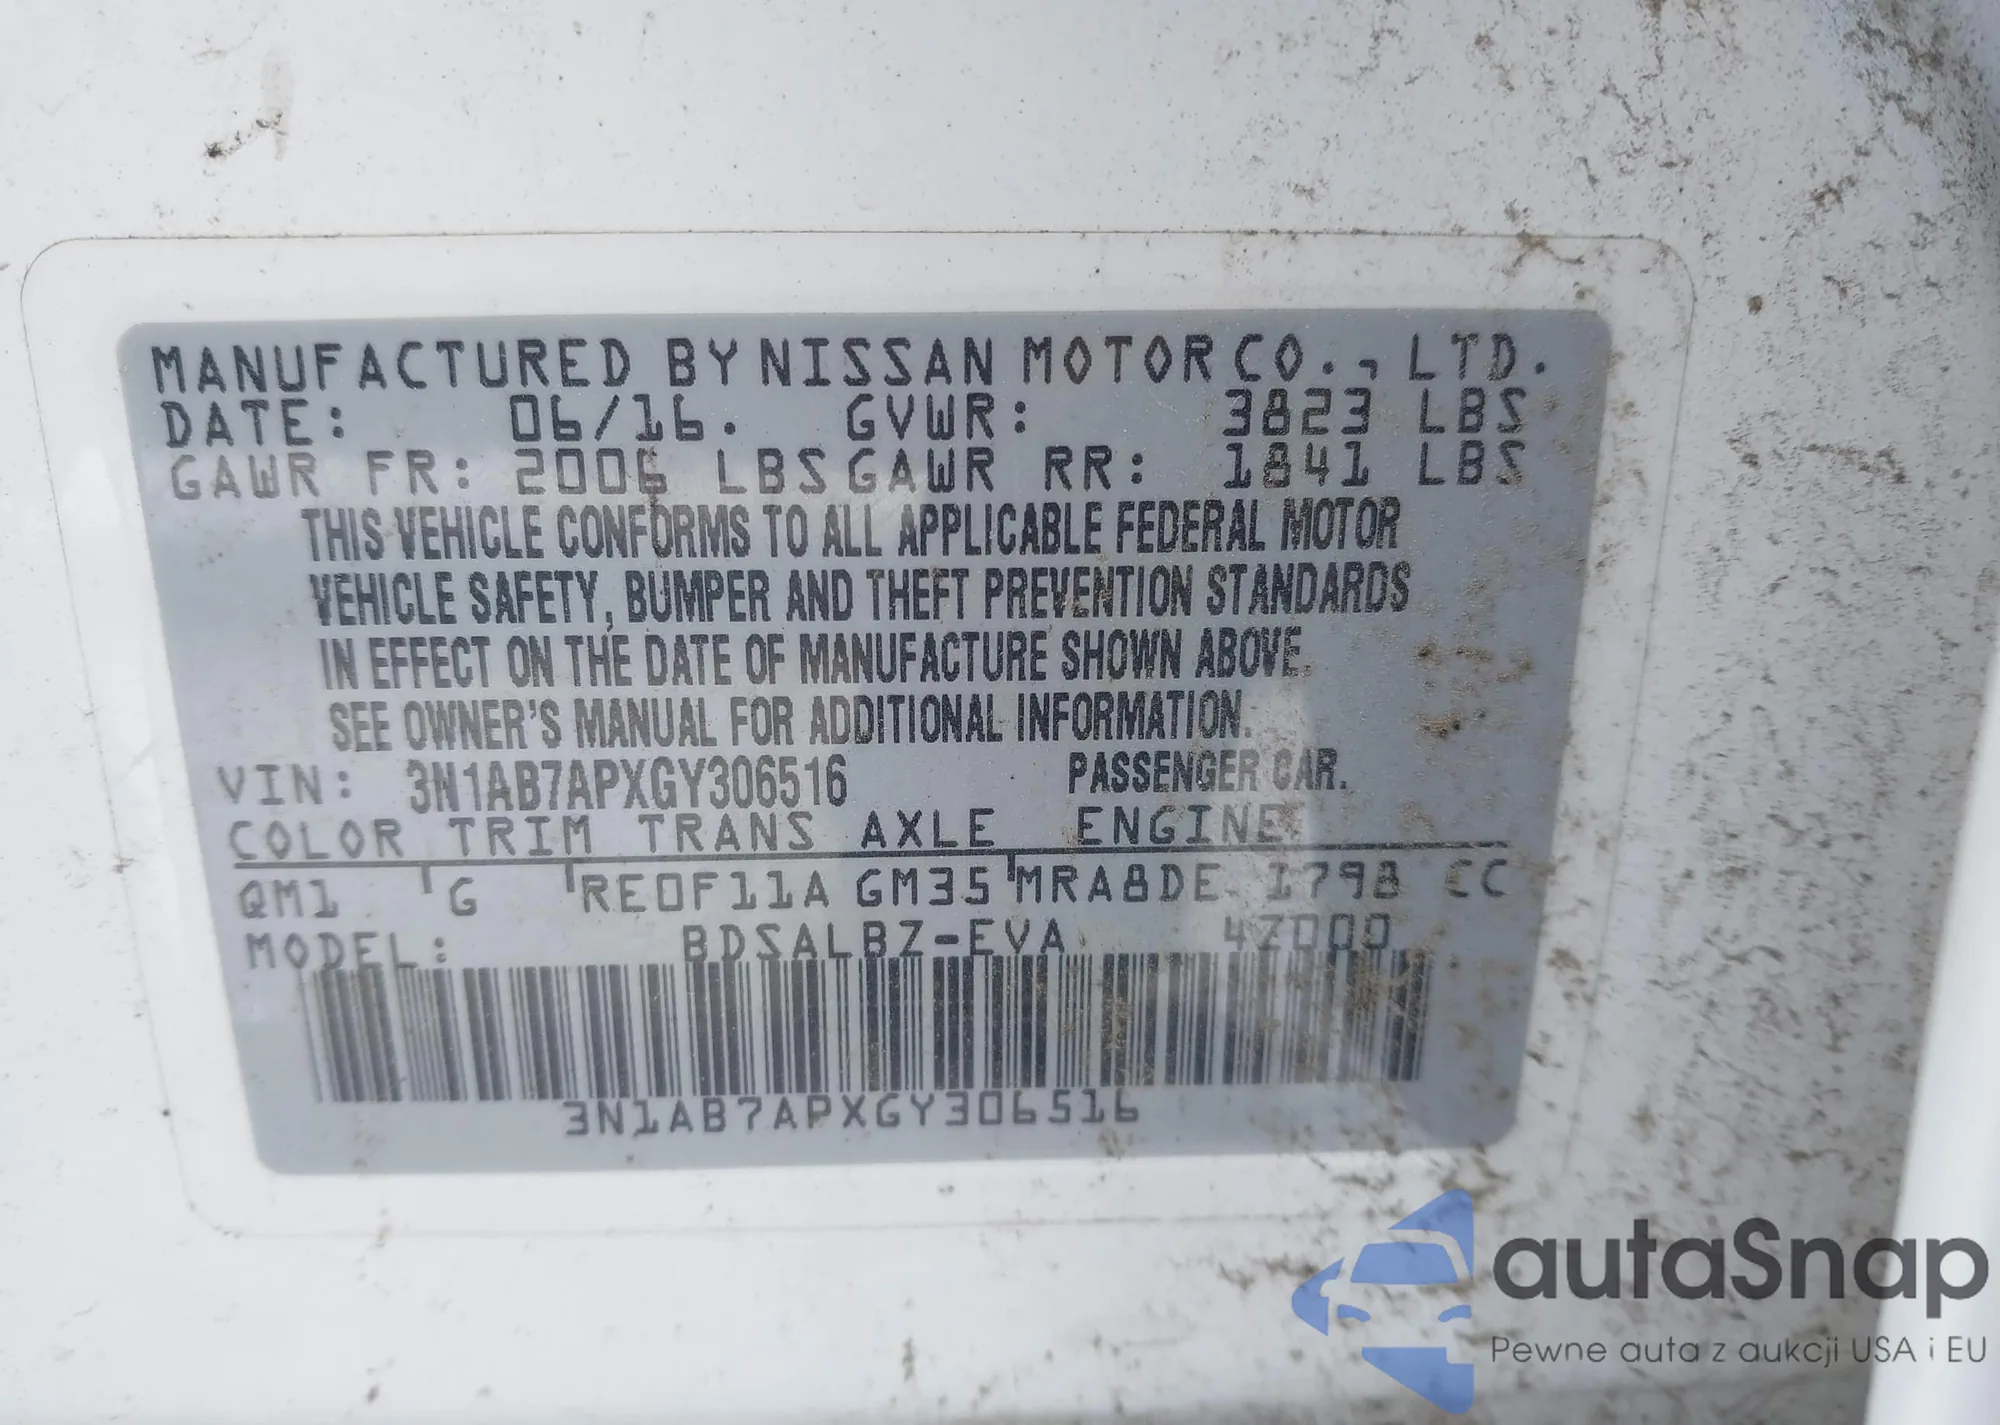 MANUFACTURED BY NISSAN MOTOR CO., LTD.
DATE: 06/16. GVWR: 3823 LBS
GAWR FR: 2006 LBS GAWR RR: 1841 LBS
THIS VEHICLE CONFORMS TO ALL APPLICABLE FEDERAL MOTOR
VEHICLE SAFETY, BUMPER AND THEFT PREVENTION STANDARDS
IN EFFECT ON THE DATE OF MANUFACTURE SHOWN ABOVE.
SEE OWNER'S MANUAL FOR ADDITIONAL INFORMATION.
VIN: 3N1AB7APXGY306516 PASSENGER CAR.
COLOR TRIM TRANS AXLE ENGINE
QM1 G RE0F11A GM35 MRA8DE 1798 CC
MODEL: BDSALBZ-EVA 4Z000
3N1AB7APXGY306516
autaSnap
Pewne auta z aukcji USA i EU